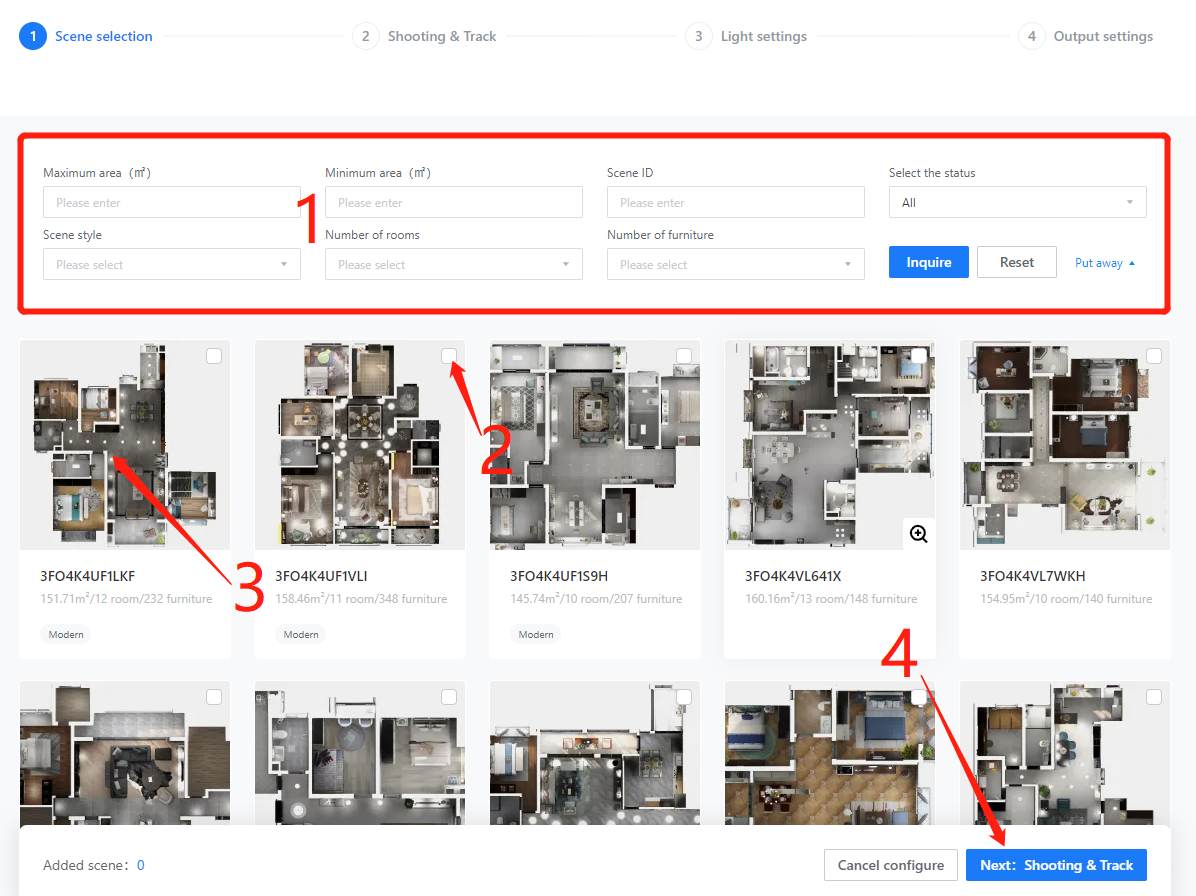 1 Scene selection 2 Shooting & Track 3 Light settings 4 Output settings
Maximum area（㎡） Minimum area（㎡） Scene ID Select the status
Please enter Please enter Please enter All
1
Scene style Number of rooms Number of furniture
Please select Please select Please select Inquire Reset Put away
2
3
3FO4K4UF1LKF 3FO4K4UF1VLI 3FO4K4UF1S9H 3FO4K4VL641X 3FO4K4VL7WKH
151.71m²/12 room/232 furniture 158.46m²/11 room/348 furniture 145.74m²/10 room/207 furniture 160.16m²/13 room/148 furniture 154.95m²/10 room/140 furniture
Modern Modern Modern
4
Added scene：0 Cancel configure Next：Shooting & Track